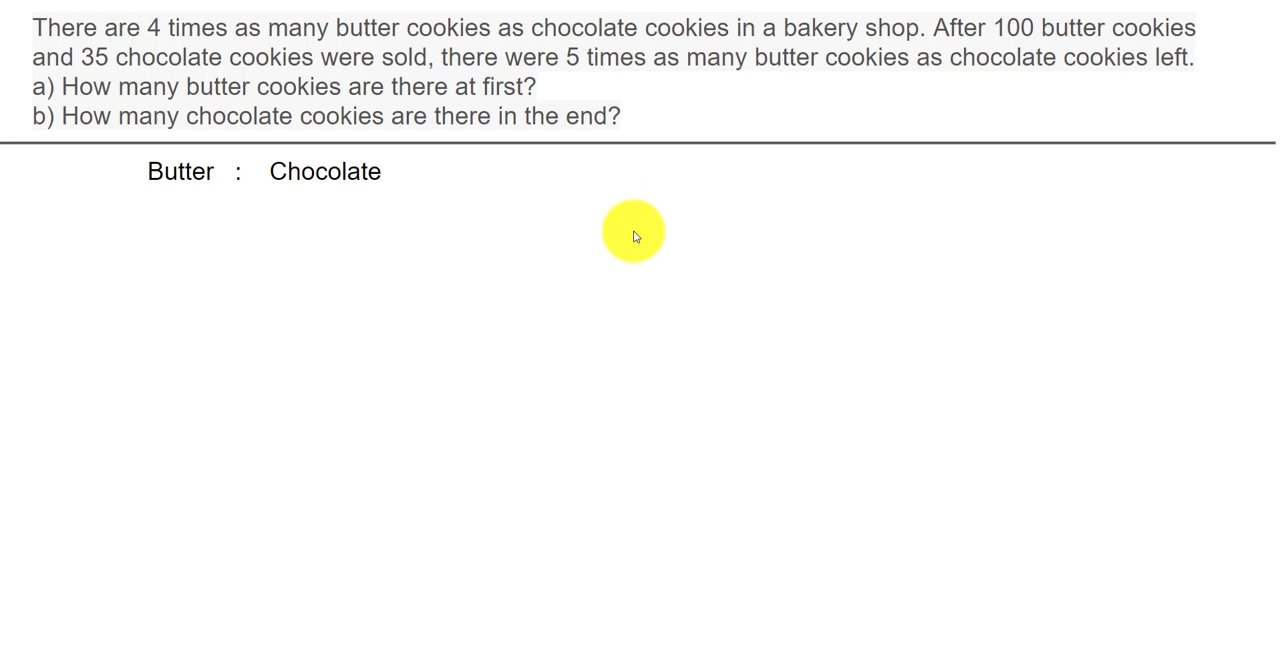 There are 4 times as many butter cookies as chocolate cookies in a bakery shop. After 100 butter cookies
and 35 chocolate cookies were sold, there were 5 times as many butter cookies as chocolate cookies left.
a) How many butter cookies are there at first?
b) How many chocolate cookies are there in the end?
Butter : Chocolate